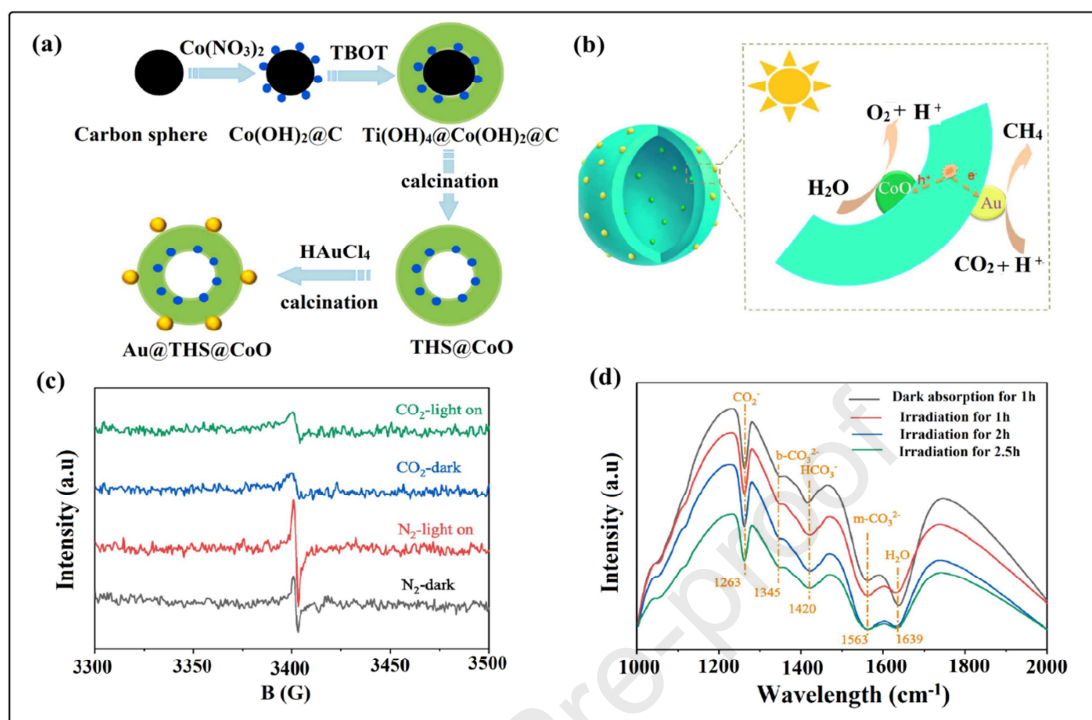 (a)
Co(NO₃)₂
TBOT
Carbon sphere
Co(OH)₂@C
Ti(OH)₄@Co(OH)₂@C
calcination
HAuCl₄
calcination
Au@THS@CoO
THS@CoO
(b)
O₂ + H⁺
CH₄
H₂O
CoO
h⁺
e⁻
Au
CO₂ + H⁺
(c)
CO₂-light on
CO₂-dark
N₂-light on
N₂-dark
Intensity (a.u)
3300 3350 3400 3450 3500
B (G)
(d)
Dark absorption for 1h
Irradiation for 1h
Irradiation for 2h
Irradiation for 2.5h
CO₂⁻
b-CO₃²⁻
HCO₃⁻
m-CO₃²⁻
H₂O
1263
1345
1420
1563
1639
Intensity (a.u)
1000 1200 1400 1600 1800 2000
Wavelength (cm⁻¹)
re-proof